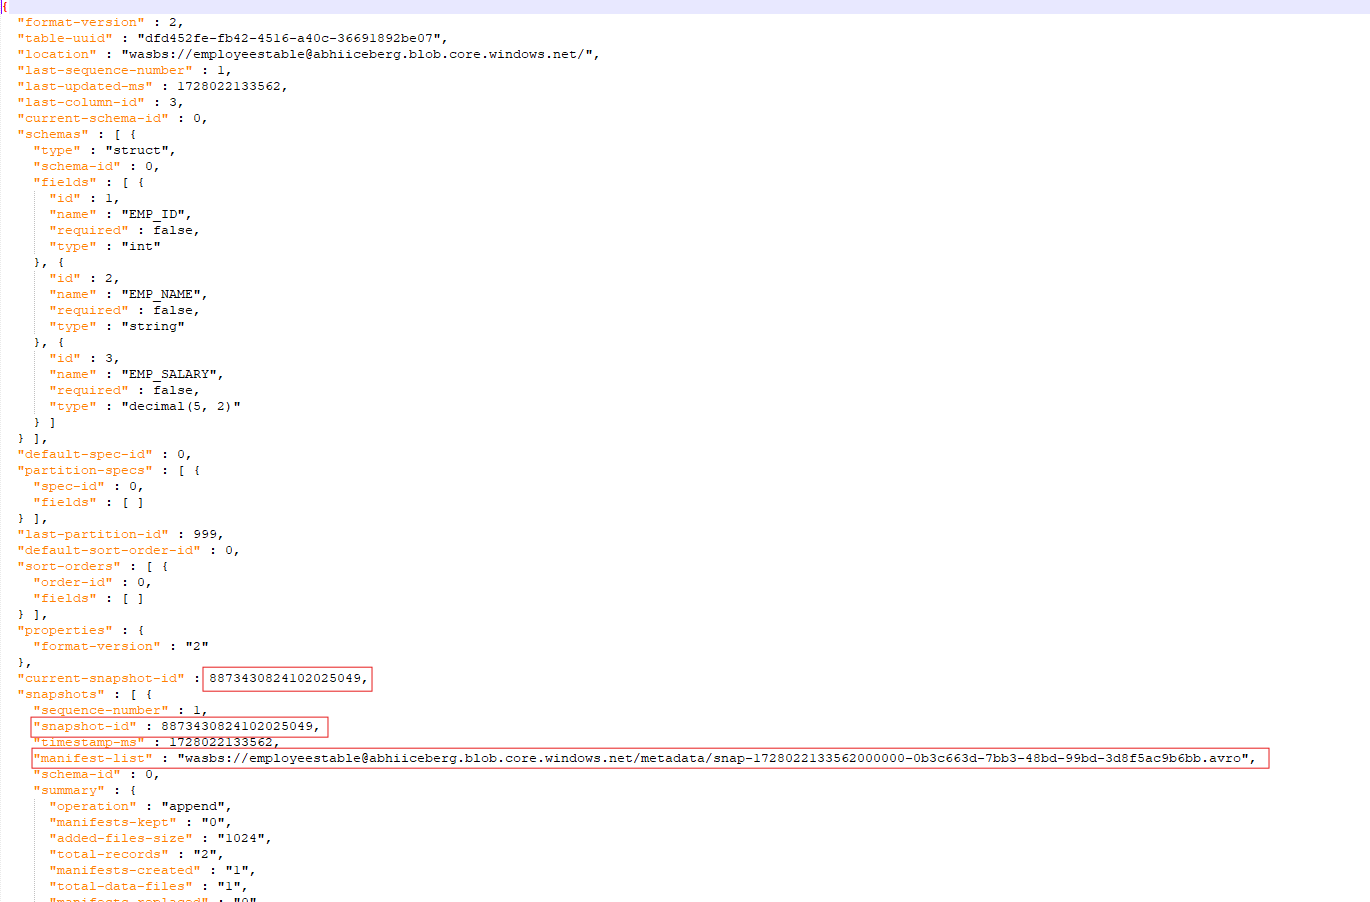 {
"format-version" : 2,
"table-uuid" : "dfd452fe-fb42-4516-a40c-36691892be07",
"location" : "wasbs://employeestable@abhiiceberg.blob.core.windows.net/",
"last-sequence-number" : 1,
"last-updated-ms" : 1728022133562,
"last-column-id" : 3,
"current-schema-id" : 0,
"schemas" : [ {
"type" : "struct",
"schema-id" : 0,
"fields" : [ {
"id" : 1,
"name" : "EMP_ID",
"required" : false,
"type" : "int"
}, {
"id" : 2,
"name" : "EMP_NAME",
"required" : false,
"type" : "string"
}, {
"id" : 3,
"name" : "EMP_SALARY",
"required" : false,
"type" : "decimal(5, 2)"
} ]
} ],
"default-spec-id" : 0,
"partition-specs" : [ {
"spec-id" : 0,
"fields" : [ ]
} ],
"last-partition-id" : 999,
"default-sort-order-id" : 0,
"sort-orders" : [ {
"order-id" : 0,
"fields" : [ ]
} ],
"properties" : {
"format-version" : "2"
},
"current-snapshot-id" : 8873430824102025049,
"snapshots" : [ {
"sequence-number" : 1,
"snapshot-id" : 8873430824102025049,
"timestamp-ms" : 1728022133562,
"manifest-list" : "wasbs://employeestable@abhiiceberg.blob.core.windows.net/metadata/snap-1728022133562000000-0b3c663d-7bb3-48bd-99bd-3d8f5ac9b6bb.avro",
"schema-id" : 0,
"summary" : {
"operation" : "append",
"manifests-kept" : "0",
"added-files-size" : "1024",
"total-records" : "2",
"manifests-created" : "1",
"total-data-files" : "1",
"manifests-replaced" : "0",